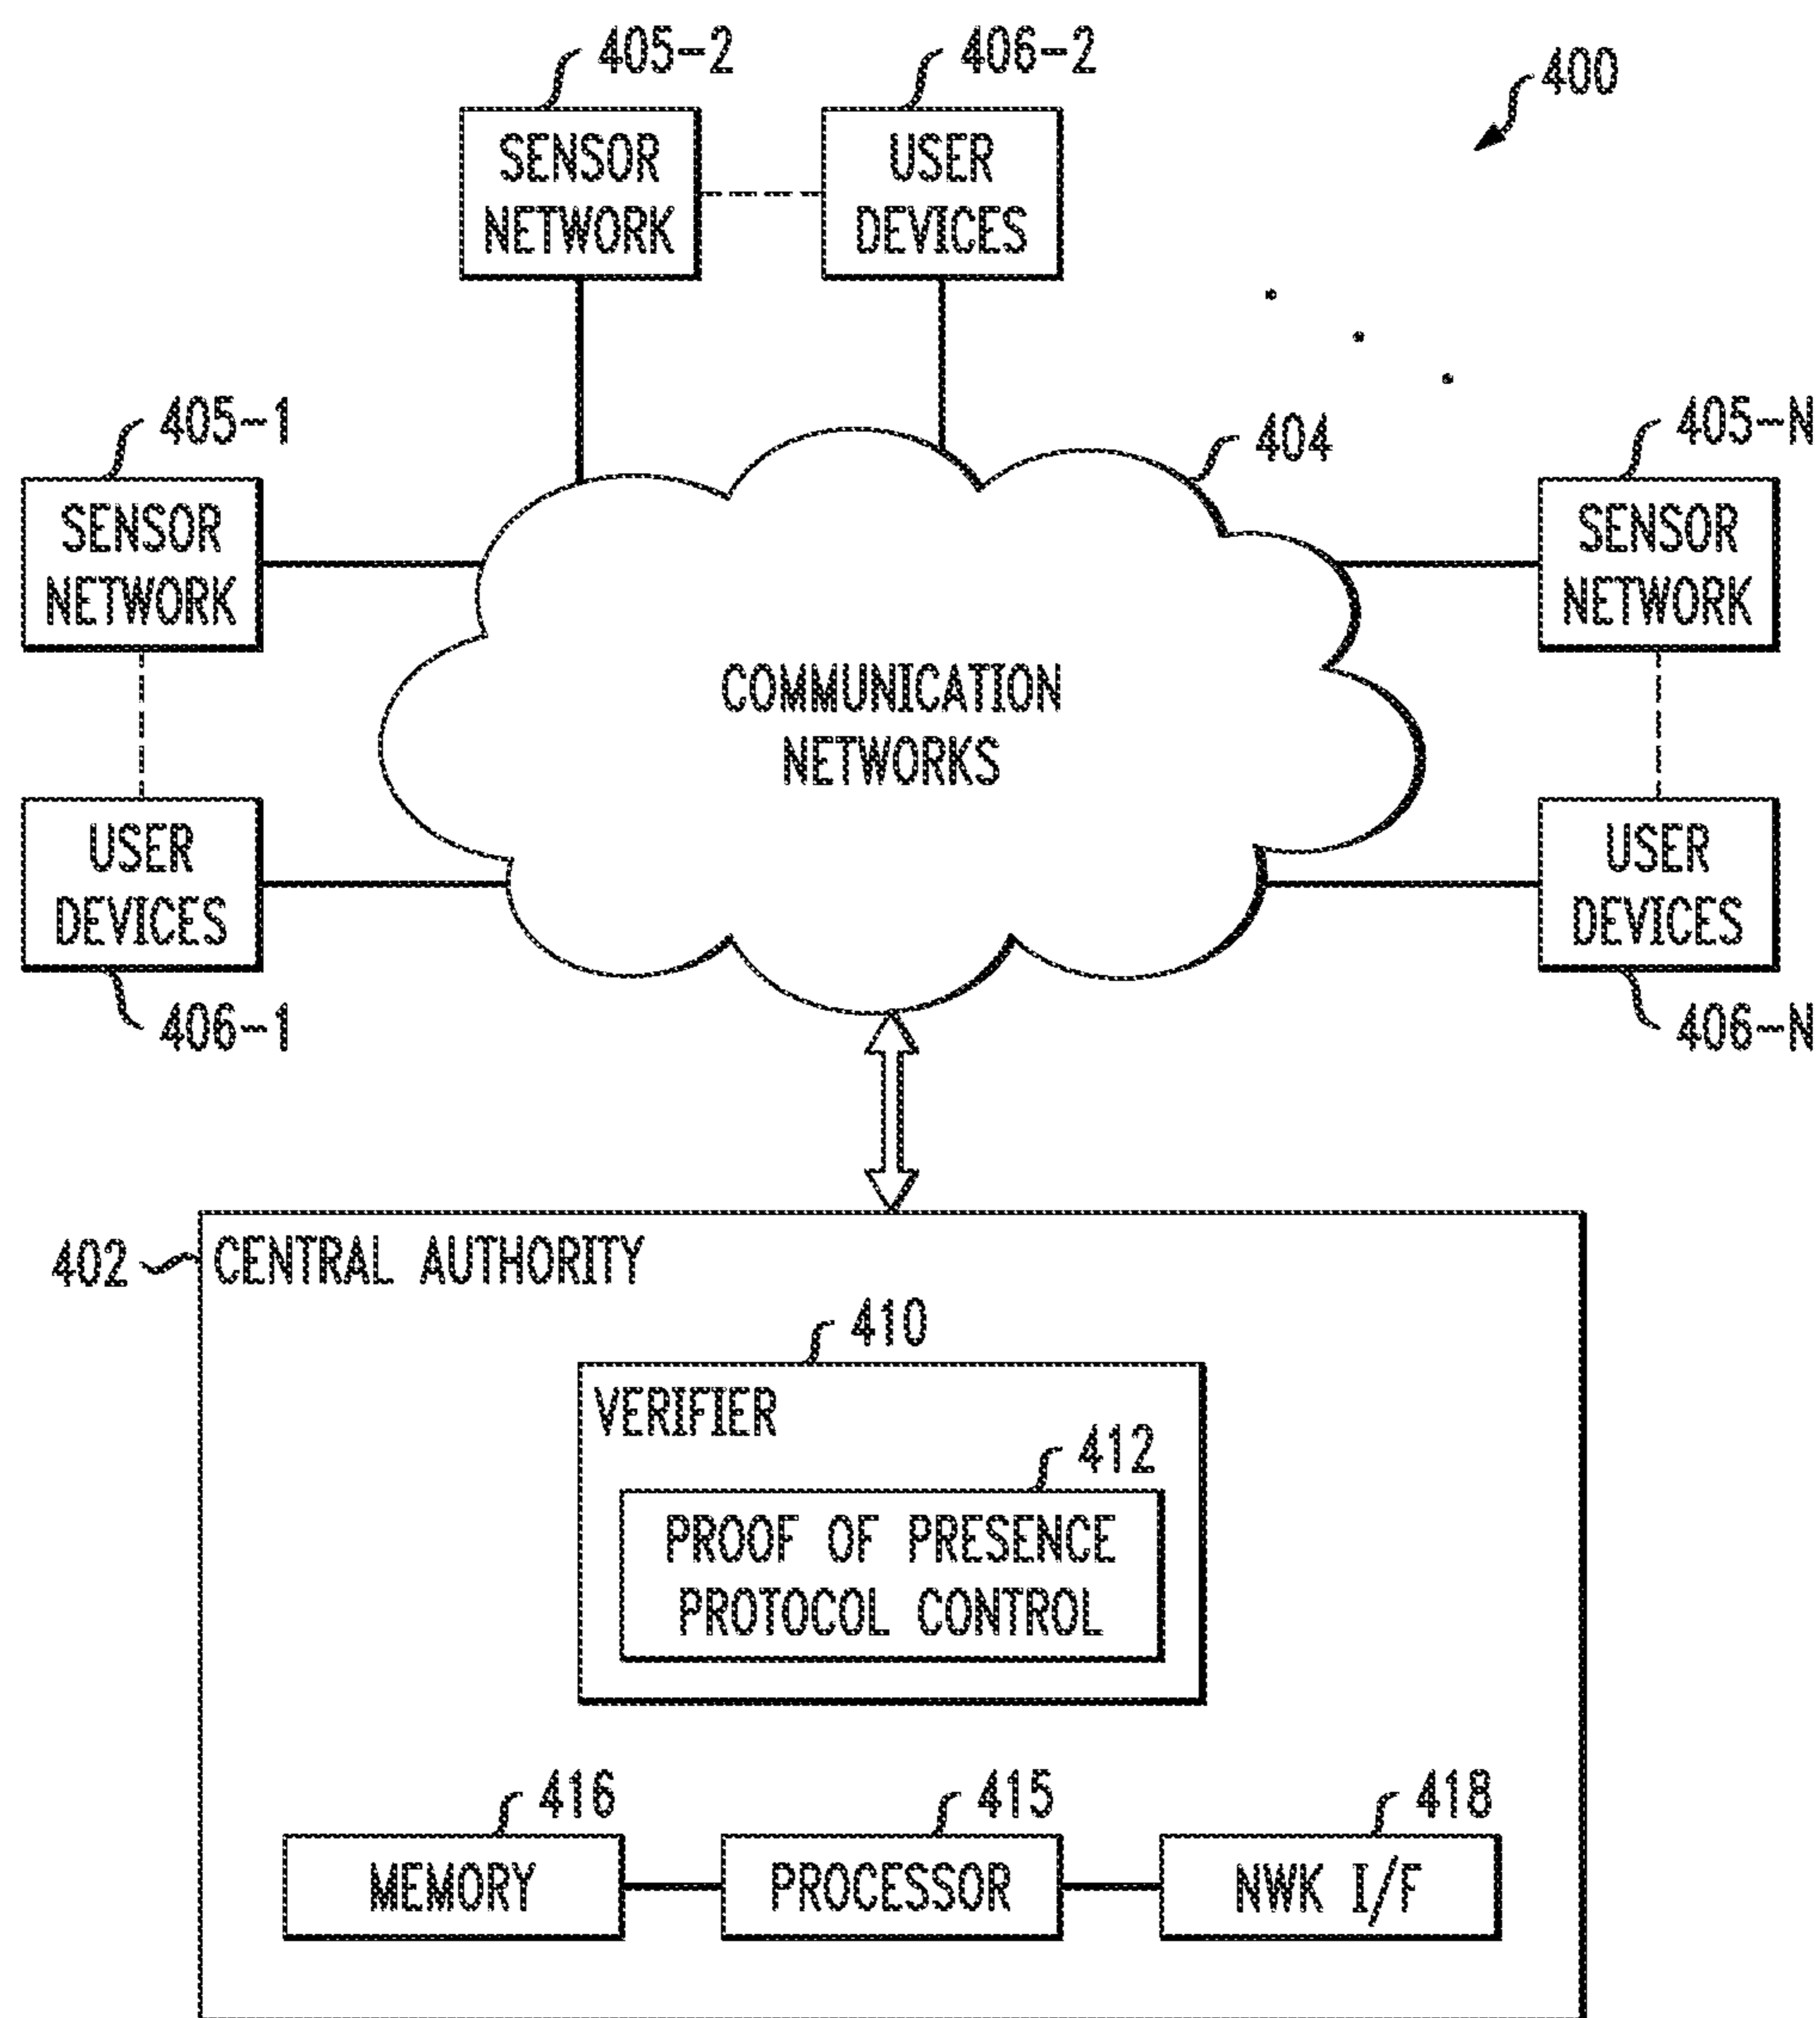 405-2
406-2
400
SENSOR
NETWORK
USER
DEVICES
405-1
404
405-N
SENSOR
NETWORK
SENSOR
NETWORK
COMMUNICATION
NETWORKS
USER
DEVICES
USER
DEVICES
406-1
406-N
402
CENTRAL AUTHORITY
410
VERIFIER
412
PROOF OF PRESENCE
PROTOCOL CONTROL
416
415
418
MEMORY
PROCESSOR
NWK I/F